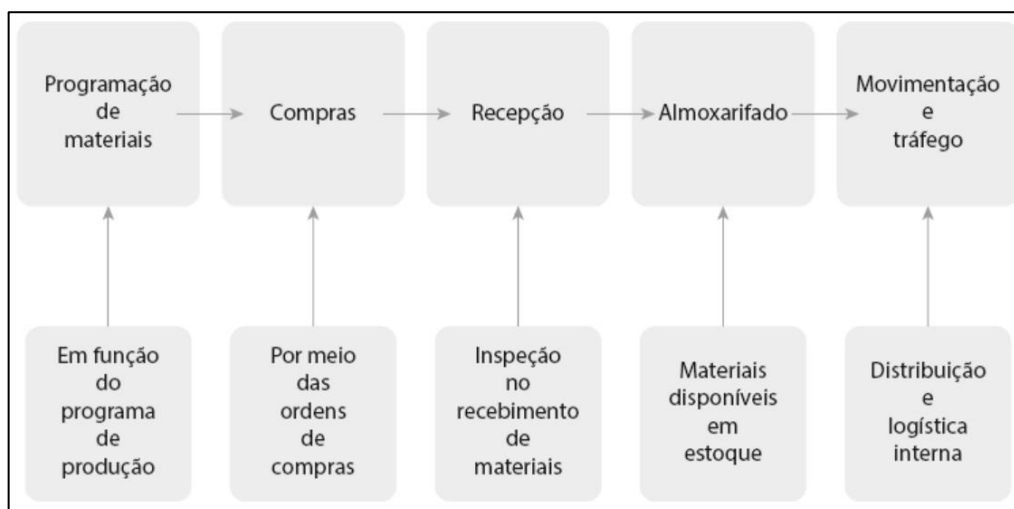 Programação
de
materiais
Compras
Recepção
Almoxarifado
Movimentação
e
tráfego
Em função
do
programa
de
produção
Por meio
das
ordens
de
compras
Inspeção
no
recebimento
de
materiais
Materiais
disponíveis
em
estoque
Distribuição
e
logística
interna